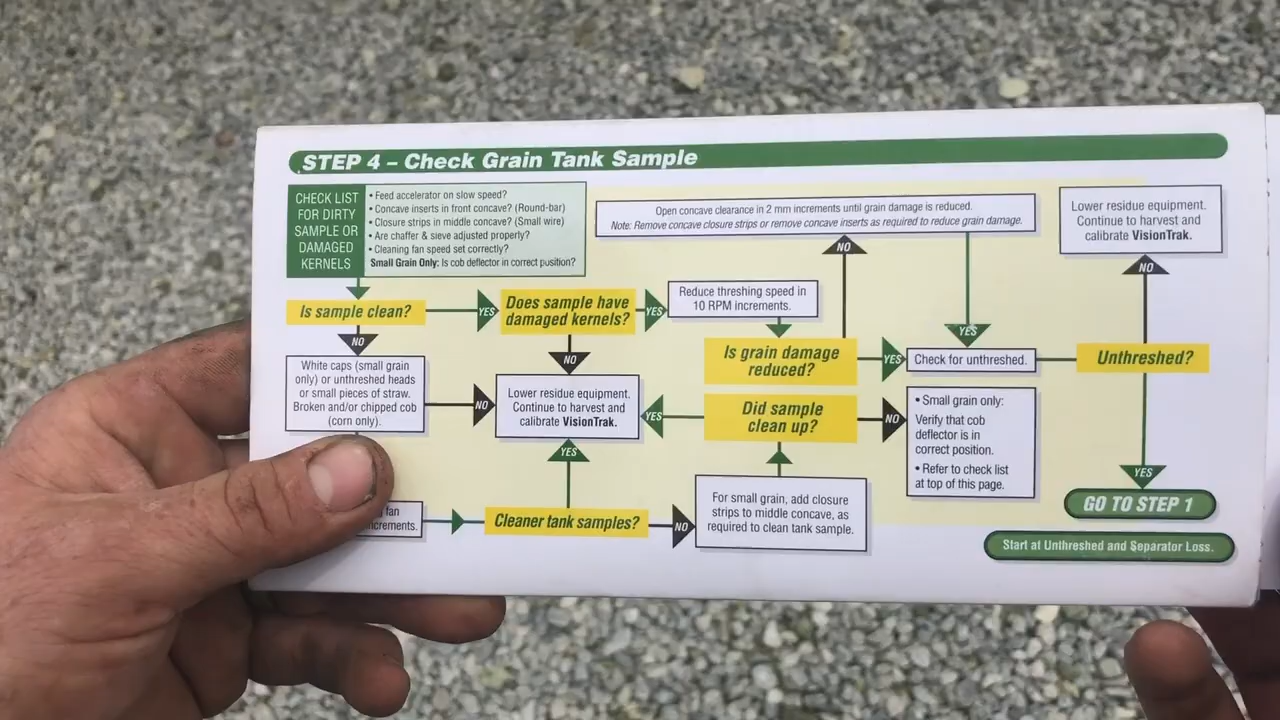 STEP 4 – Check Grain Tank Sample
CHECK LIST
FOR DIRTY
SAMPLE OR
DAMAGED
KERNELS
• Feed accelerator on slow speed?
• Concave inserts in front concave? (Round-bar)
• Closure strips in middle concave? (Small wire)
• Are chaffer & sieve adjusted properly?
• Cleaning fan speed set correctly?
Small Grain Only: Is cob deflector in correct position?
Open concave clearance in 2 mm increments until grain damage is reduced.
Note: Remove concave closure strips or remove concave inserts as required to reduce grain damage.
Lower residue equipment.
Continue to harvest and
calibrate VisionTrak.
NO
NO
Is sample clean?
YES
Does sample have
damaged kernels?
YES
Reduce threshing speed in
10 RPM increments.
YES
NO
NO
Is grain damage
reduced?
YES
Check for unthreshed.
Unthreshed?
White caps (small grain
only) or unthreshed heads
or small pieces of straw.
Broken and/or chipped cob
(corn only).
NO
Lower residue equipment.
Continue to harvest and
calibrate VisionTrak.
YES
Did sample
clean up?
NO
• Small grain only:
Verify that cob
deflector is in
correct position.
• Refer to check list
at top of this page.
YES
YES
GO TO STEP 1
fan
Cleaner tank samples?
NO
For small grain, add closure
strips to middle concave, as
required to clean tank sample.
Start at Unthreshed and Separator Loss.